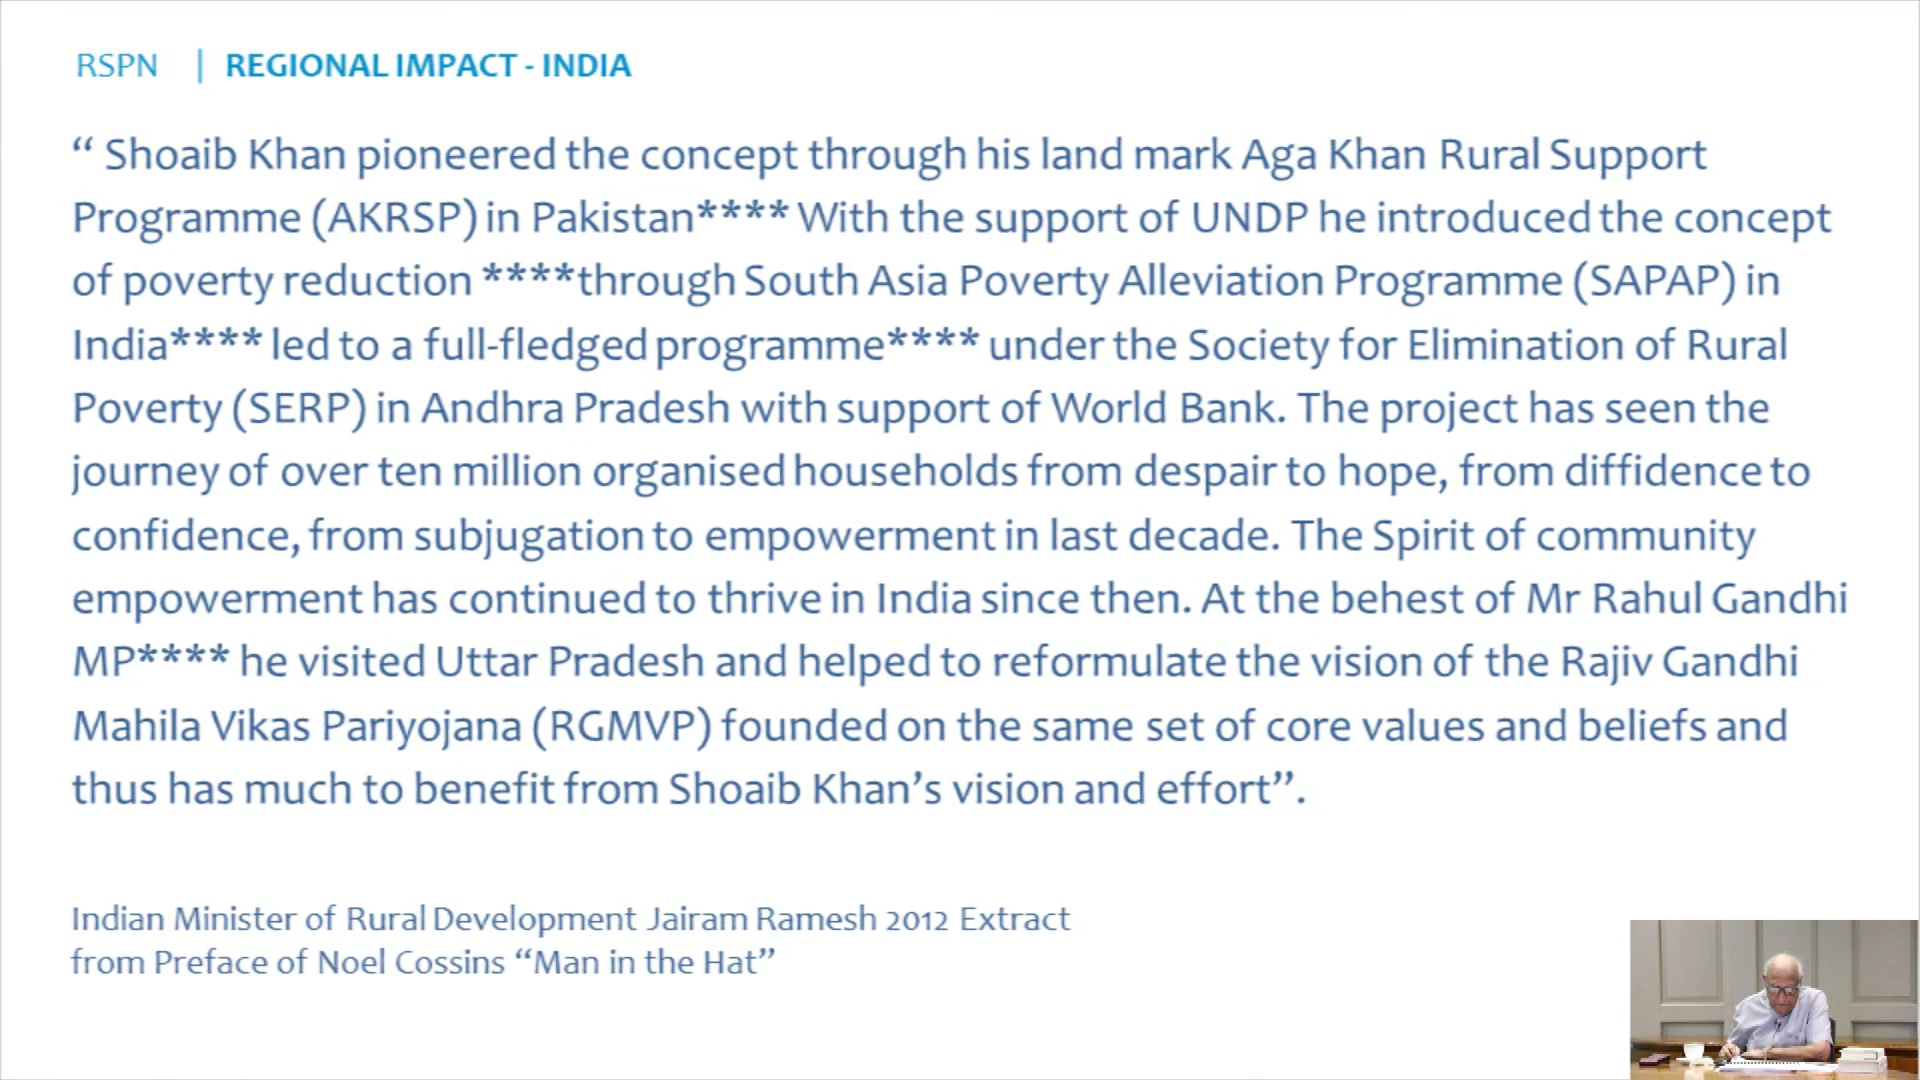 RSPN | REGIONAL IMPACT - INDIA
“ Shoaib Khan pioneered the concept through his land mark Aga Khan Rural Support
Programme (AKRSP) in Pakistan**** With the support of UNDP he introduced the concept
of poverty reduction ****through South Asia Poverty Alleviation Programme (SAPAP) in
India**** led to a full-fledged programme**** under the Society for Elimination of Rural
Poverty (SERP) in Andhra Pradesh with support of World Bank. The project has seen the
journey of over ten million organised households from despair to hope, from diffidence to
confidence, from subjugation to empowerment in last decade. The Spirit of community
empowerment has continued to thrive in India since then. At the behest of Mr Rahul Gandhi
MP**** he visited Uttar Pradesh and helped to reformulate the vision of the Rajiv Gandhi
Mahila Vikas Pariyojana (RGMVP) founded on the same set of core values and beliefs and
thus has much to benefit from Shoaib Khan’s vision and effort”.
Indian Minister of Rural Development Jairam Ramesh 2012 Extract
from Preface of Noel Cossins “Man in the Hat”